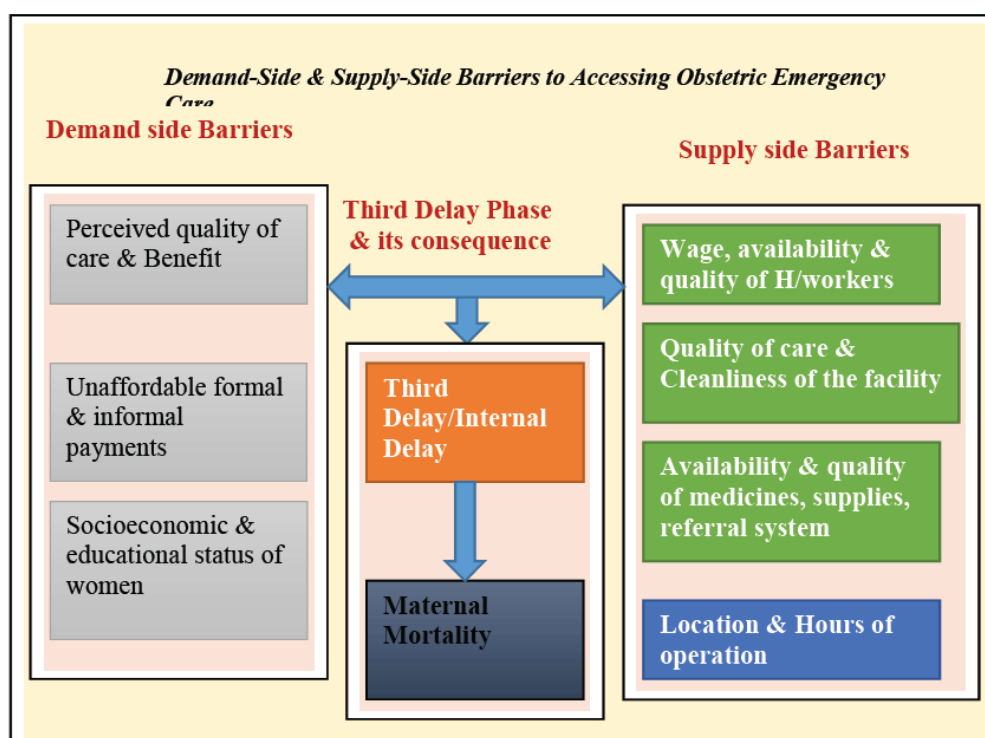 Demand-Side & Supply-Side Barriers to Accessing Obstetric Emergency
Care
Demand side Barriers
Perceived quality of
care & Benefit
Unaffordable formal
& informal
payments
Socioeconomic &
educational status of
women
Third Delay Phase
& its consequence
Third
Delay/Internal
Delay
Maternal
Mortality
Supply side Barriers
Wage, availability &
quality of H/workers
Quality of care &
Cleanliness of the facility
Availability & quality
of medicines, supplies,
referral system
Location & Hours of
operation